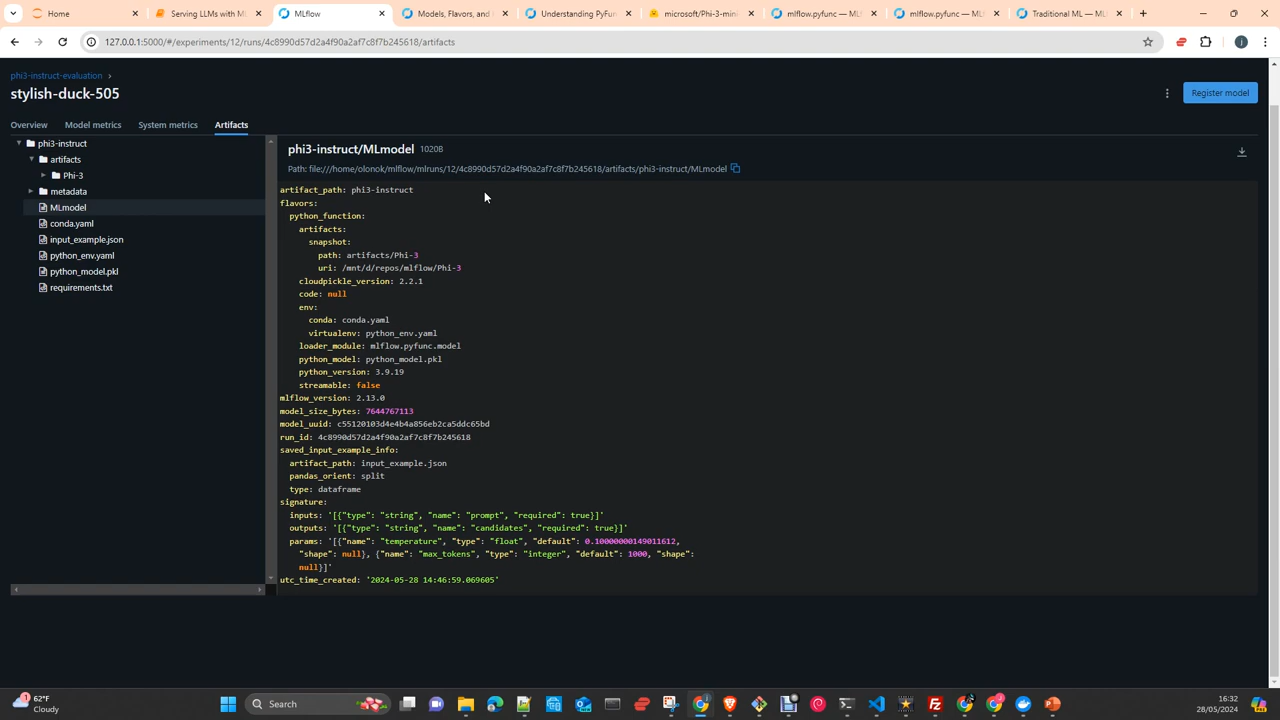 Home
Serving LLMs with ML
MLflow
Models, Flavors, and
Understanding PyFun
microsoft/Phi-3-mini
mlflow.pyfunc — ML
mlflow.pyfunc — ML
Traditional ML — ML
127.0.0.1:5000/#/experiments/12/runs/4c8990d57d2a4f90a2af7c8f7b245618/artifacts
phi3-instruct-evaluation
stylish-duck-505
Register model
Overview
Model metrics
System metrics
Artifacts
phi3-instruct
artifacts
Phi-3
metadata
MLmodel
conda.yaml
input_example.json
python_env.yaml
python_model.pkl
requirements.txt
phi3-instruct/MLmodel 1020B
Path: file:///home/olonok/mlflow/mlruns/12/4c8990d57d2a4f90a2af7c8f7b245618/artifacts/phi3-instruct/MLmodel
artifact_path: phi3-instruct
flavors:
python_function:
artifacts:
snapshot:
path: artifacts/Phi-3
uri: /mnt/d/repos/mlflow/Phi-3
cloudpickle_version: 2.2.1
code: null
env:
conda: conda.yaml
virtualenv: python_env.yaml
loader_module: mlflow.pyfunc.model
python_model: python_model.pkl
python_version: 3.9.19
streamable: false
mlflow_version: 2.13.0
model_size_bytes: 7644767113
model_uuid: c55120103d4e4b4a856eb2ca5ddc65bd
run_id: 4c8990d57d2a4f90a2af7c8f7b245618
saved_input_example_info:
artifact_path: input_example.json
pandas_orient: split
type: dataframe
signature:
inputs: '[{"type": "string", "name": "prompt", "required": true}]'
outputs: '[{"type": "string", "name": "candidates", "required": true}]'
params: '[{"name": "temperature", "type": "float", "default": 0.10000000149011612,
"shape": null}, {"name": "max_tokens", "type": "integer", "default": 1000, "shape":
null}]'
utc_time_created: '2024-05-28 14:46:59.069605'
1
62°F
Cloudy
Search
16:32
28/05/2024